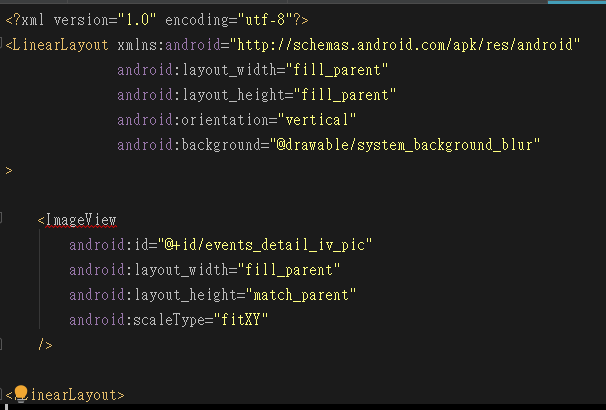 <?xml version="1.0" encoding="utf-8"?>
<LinearLayout xmlns:android="http://schemas.android.com/apk/res/android"
android:layout_width="fill_parent"
android:layout_height="fill_parent"
android:orientation="vertical"
android:background="@drawable/system_background_blur"
>
<ImageView
android:id="@+id/events_detail_iv_pic"
android:layout_width="fill_parent"
android:layout_height="match_parent"
android:scaleType="fitXY"
/>
</LinearLayout>